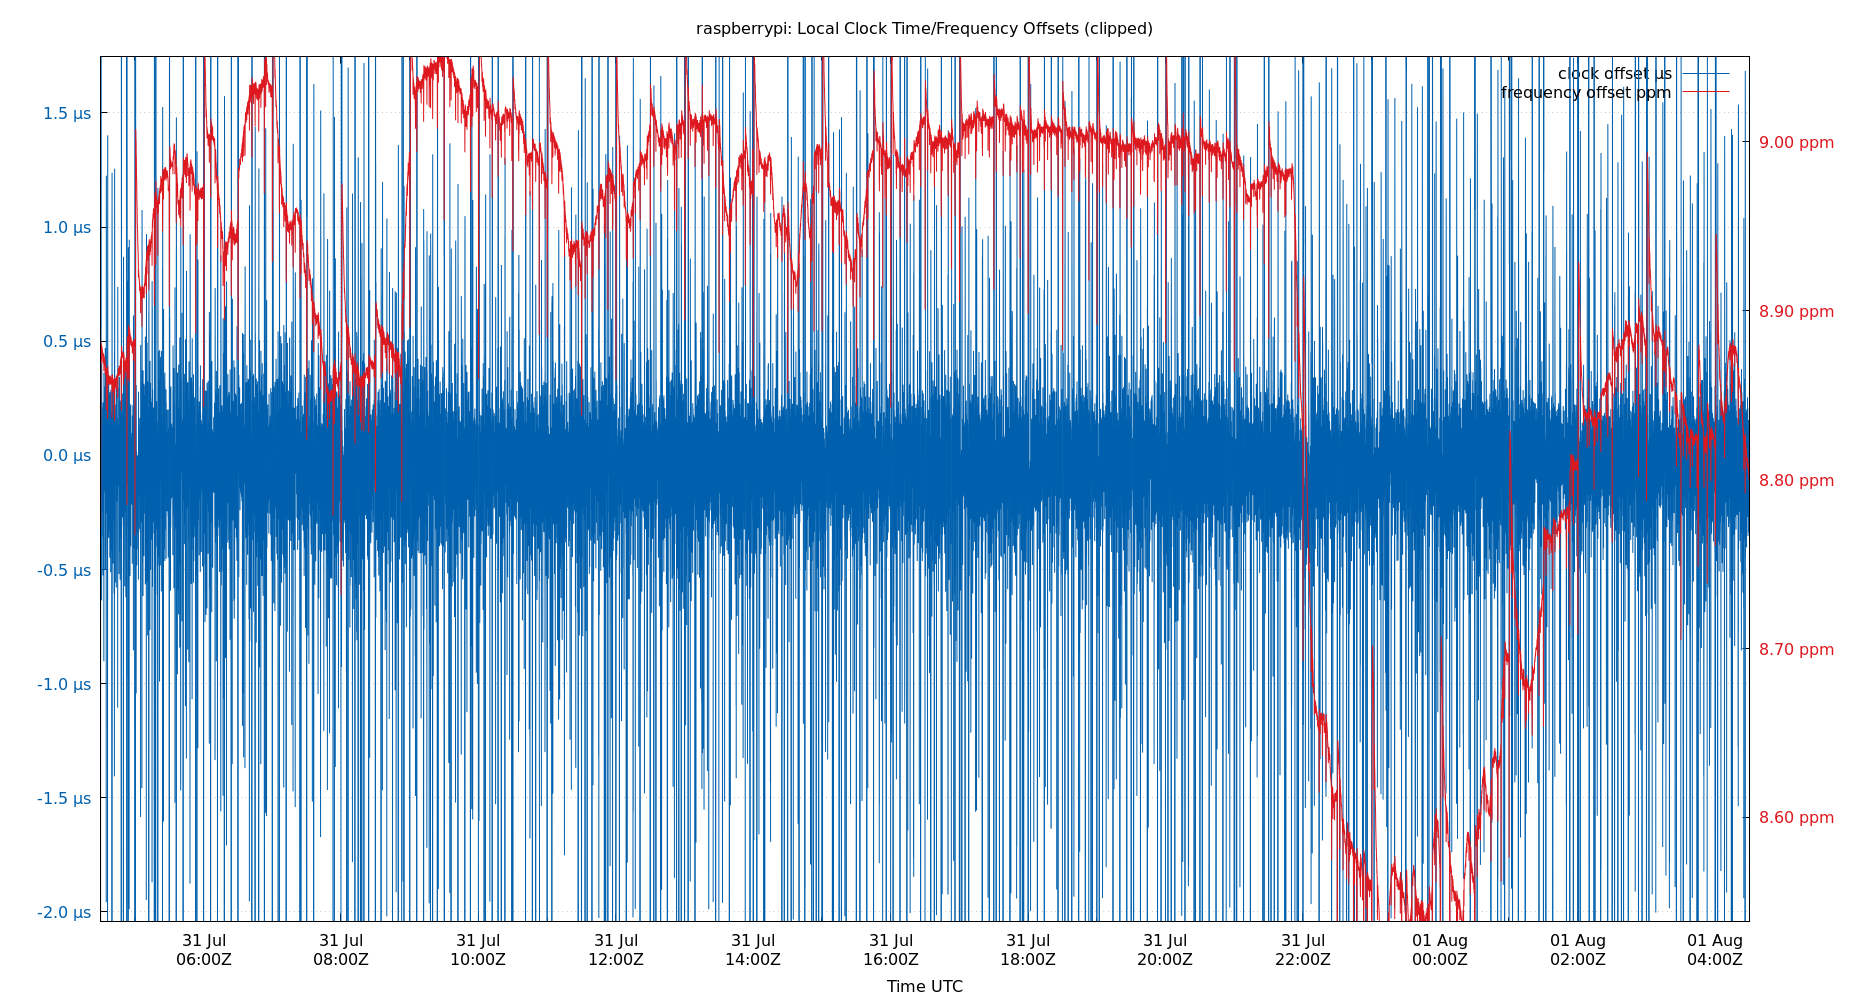 raspberrypi: Local Clock Time/Frequency Offsets (clipped)
clock offset µs
frequency offset ppm
1.5 µs
1.0 µs
0.5 µs
0.0 µs
-0.5 µs
-1.0 µs
-1.5 µs
-2.0 µs
9.00 ppm
8.90 ppm
8.80 ppm
8.70 ppm
8.60 ppm
31 Jul 06:00Z
31 Jul 08:00Z
31 Jul 10:00Z
31 Jul 12:00Z
31 Jul 14:00Z
31 Jul 16:00Z
31 Jul 18:00Z
31 Jul 20:00Z
31 Jul 22:00Z
01 Aug 00:00Z
01 Aug 02:00Z
01 Aug 04:00Z
Time UTC